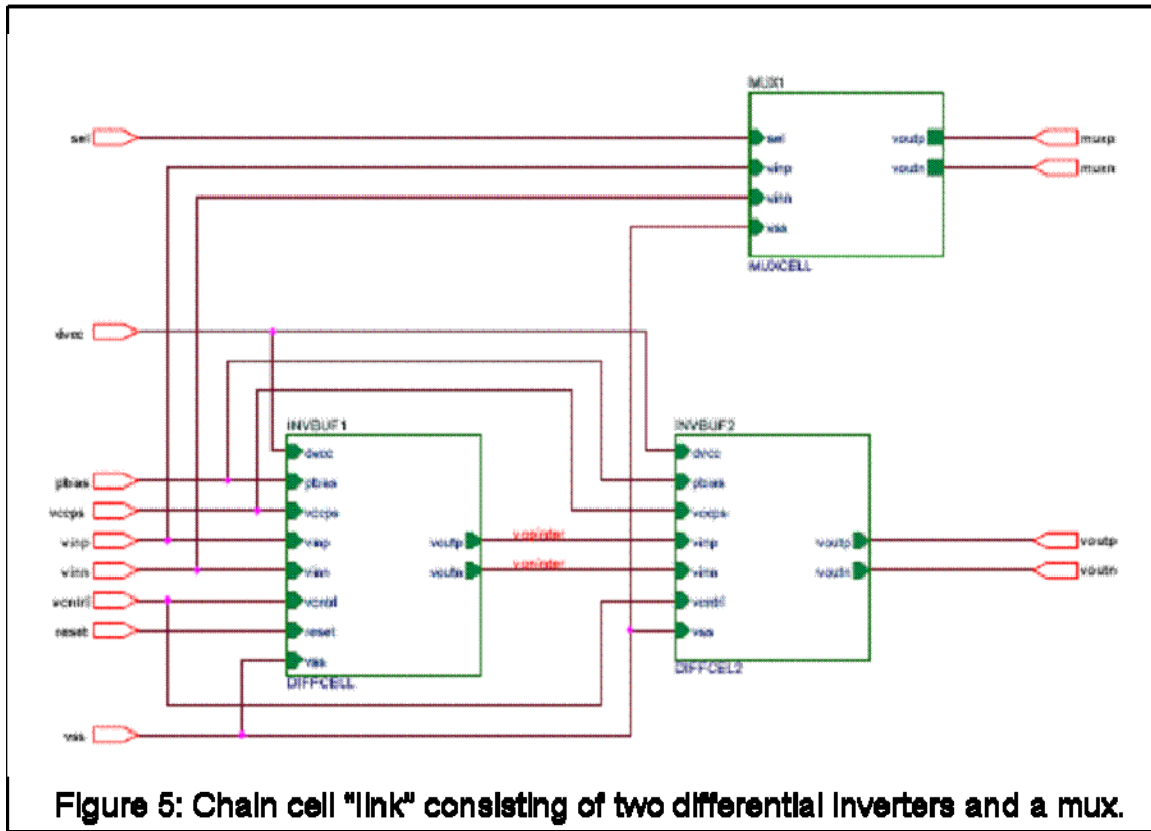 MUX1
sel
sel
voutp
muxp
vinp
voutn
muxn
vinn
vss
MUXCELL
dvcc
INVBUF1
INVBUF2
dvcc
dvcc
pbias
pbias
pbias
vccps
vccps
vccps
vinp
vinp
voutp
vinp
voutp
voutp
vinn
vinn
voutn
vinn
voutn
voutn
vcntrl
vcntrl
vcntrl
reset
reset
vss
vss
DIFFCEL2
DIFFCELL
vss
Figure 5: Chain cell "link" consisting of two differential inverters and a mux.